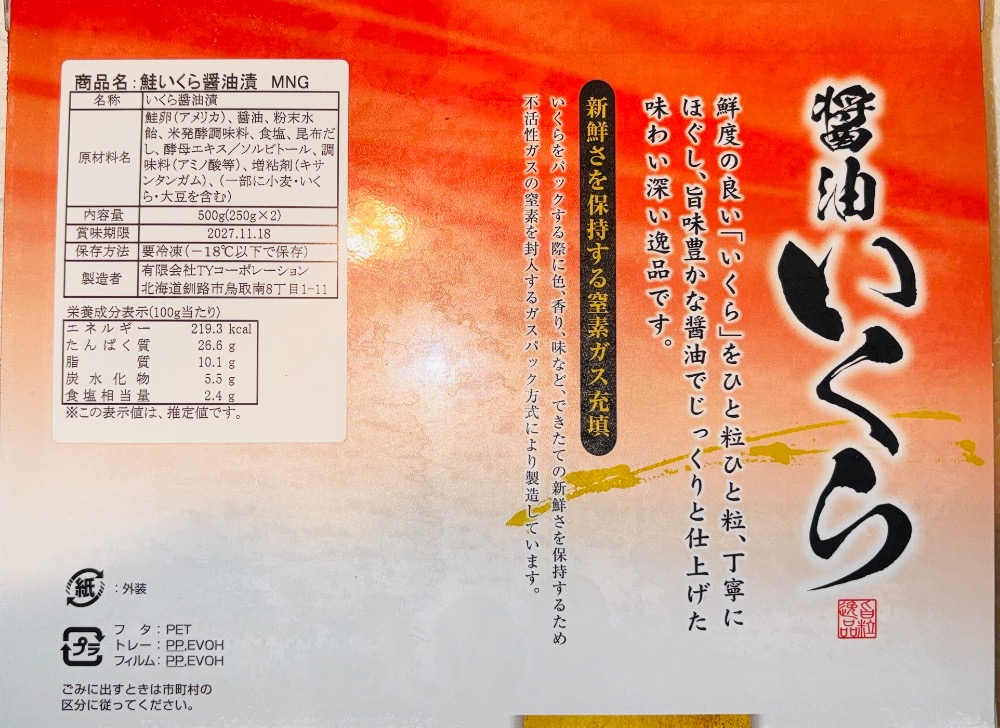 醤油いくら
旨粒
逸品
鮮度の良い「いくら」をひと粒ひと粒、丁寧に
ほぐし、旨味豊かな醤油でじっくりと仕上げた
味わい深い逸品です。
新鮮さを保持する窒素ガス充填
いくらをパックする際に色、香り、味など、できたての新鮮さを保持するため
不活性ガスの窒素を封入するガスパック方式により製造しています。
商品名:鮭いくら醤油漬 MNG
名称 いくら醤油漬
原材料名 鮭卵(アメリカ)、醤油、粉末水
飴、米発酵調味料、食塩、昆布だ
し、酵母エキス/ソルビトール、調
味料(アミノ酸等)、増粘剤(キサ
ンタンガム)、(一部に小麦・いく
ら・大豆を含む)
内容量 500g(250g×2)
賞味期限 2027.11.18
保存方法 要冷凍(-18℃以下で保存)
製造者 有限会社TYコーポレーション
北海道釧路市鳥取南8丁目1-11
栄養成分表示(100g当たり)
エネルギー 219.3 kcal
たんぱく質 26.6 g
脂質 10.1 g
炭水化物 5.5 g
食塩相当量 2.4 g
※この表示値は、推定値です。
紙:外装
プラ
フタ:PET
トレー:PP,EVOH
フィルム:PP,EVOH
ごみに出すときは市町村の
区分に従ってください。